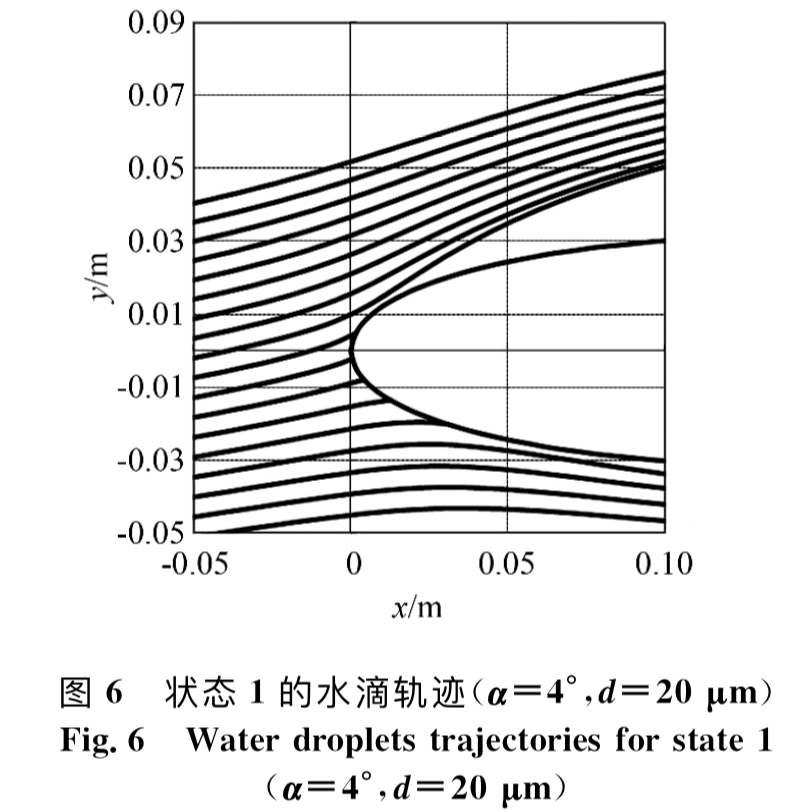 0.09
0.07
0.05
0.03
0.01
-0.01
-0.03
-0.05
y/m
-0.05 0 0.05 0.10
x/m
图 6 状态 1 的水滴轨迹(α=4°,d=20 μm)
Fig. 6 Water droplets trajectories for state 1
(α=4°,d=20 μm)